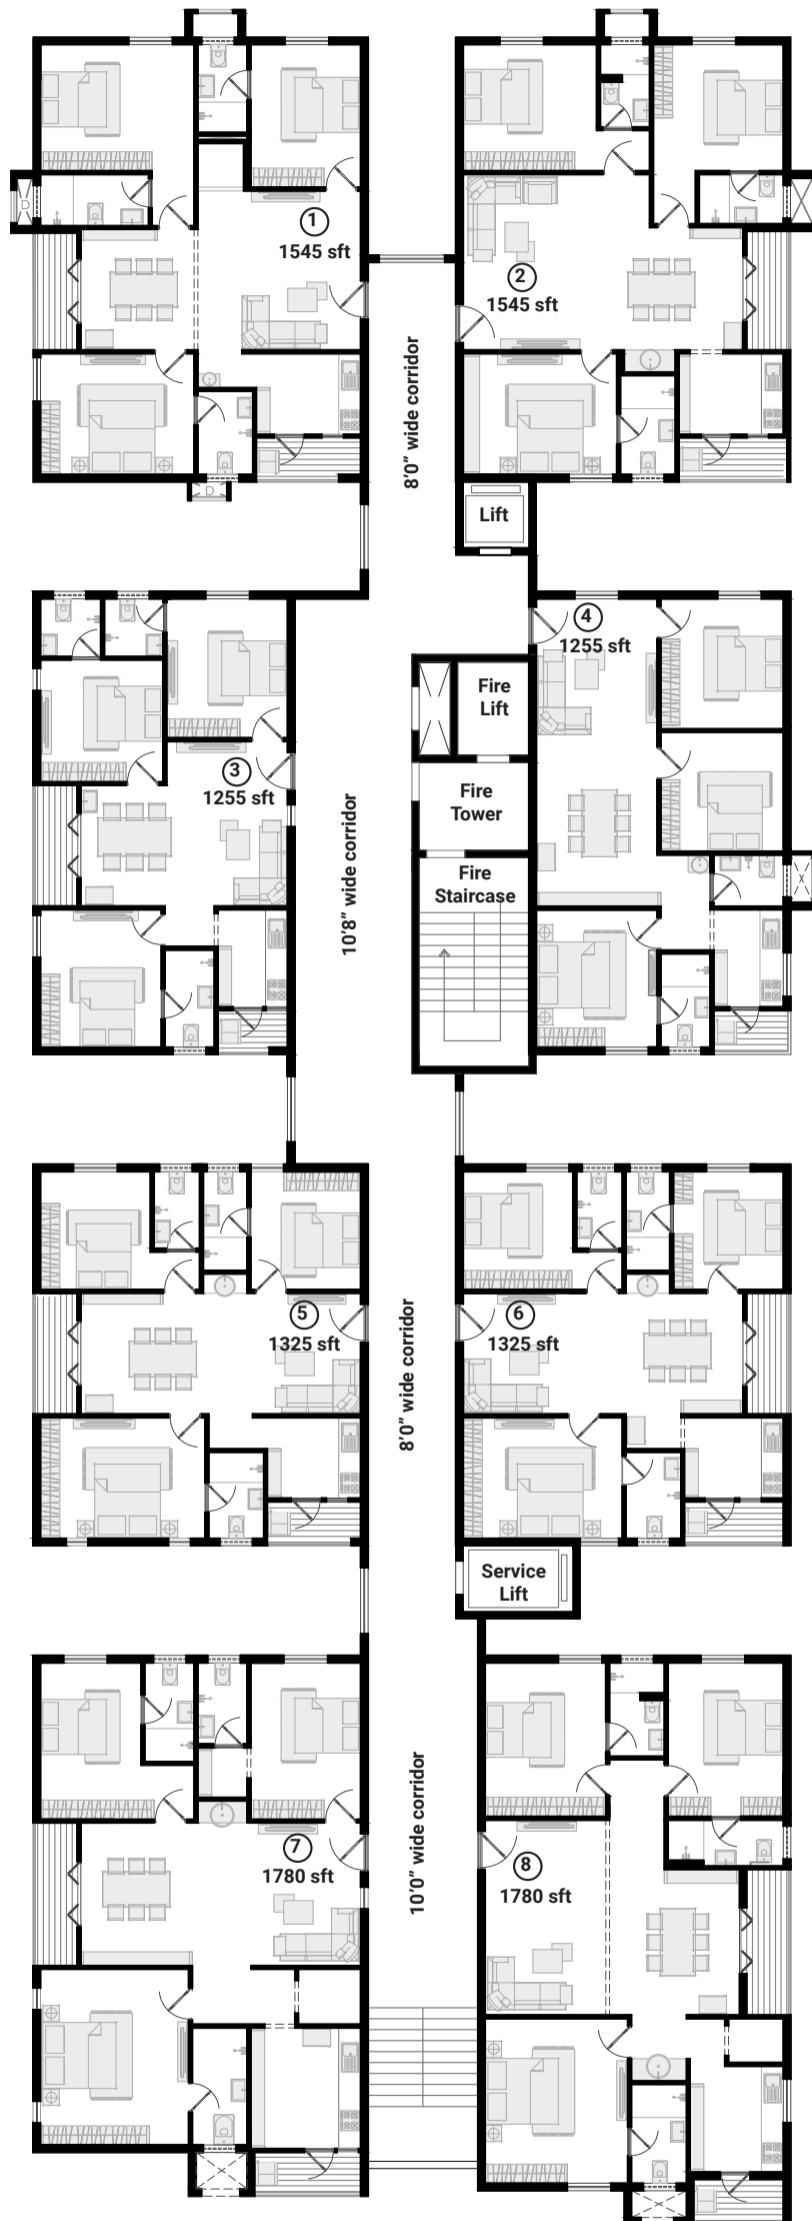 1
1545 sft
2
1545 sft
D
8'0" wide corridor
D
Lift
4
1255 sft
Fire
Lift
3
1255 sft
Fire
Tower
10'8" wide corridor
Fire
Staircase
5
1325 sft
8'0" wide corridor
6
1325 sft
Service
Lift
10'0" wide corridor
7
1780 sft
8
1780 sft